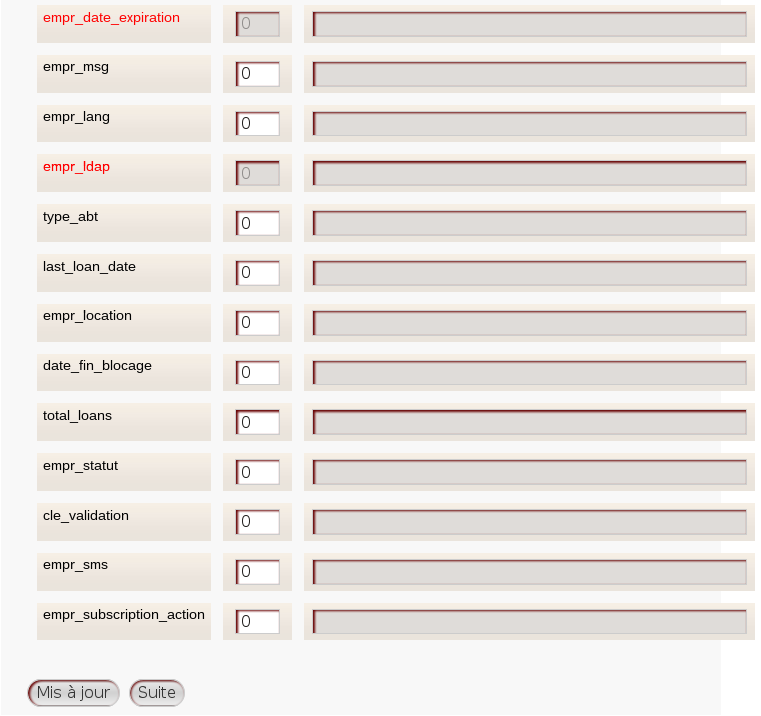 empr_date_expiration 0
empr_msg 0
empr_lang 0
empr_ldap 0
type_abt 0
last_loan_date 0
empr_location 0
date_fin_blocage 0
total_loans 0
empr_statut 0
cle_validation 0
empr_sms 0
empr_subscription_action 0
Mis à jour Suite